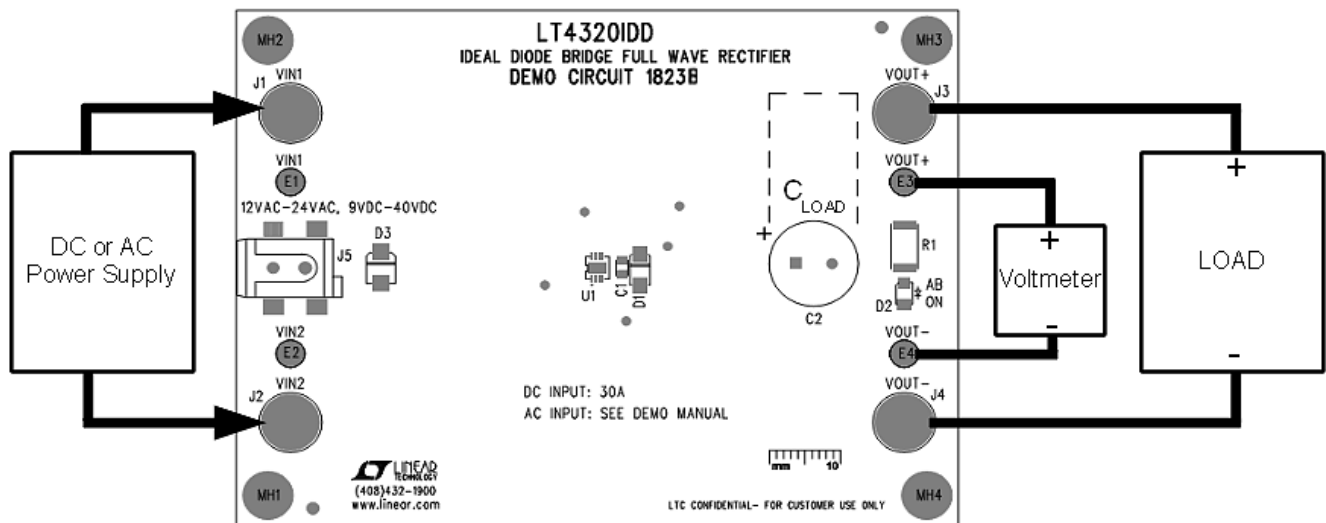 MH2
LT4320IDD
IDEAL DIODE BRIDGE FULL WAVE RECTIFIER
DEMO CIRCUIT 1823B
MH3
J1
VIN1
VOUT+
J3
VIN1
E1
VOUT+
E3
12VAC-24VAC, 9VDC-40VDC
D3
J5
DC or AC
Power Supply
U1
C1
D1
C
LOAD
+
C2
R1
D2
AB
ON
+
Voltmeter
-
+
LOAD
-
VIN2
E2
VOUT-
E4
J2
VIN2
VOUT-
J4
DC INPUT: 30A
AC INPUT: SEE DEMO MANUAL
mm 10
LT LINEAR
TECHNOLOGY
(408)432-1900
www.linear.com
MH1
LTC CONFIDENTIAL- FOR CUSTOMER USE ONLY
MH4